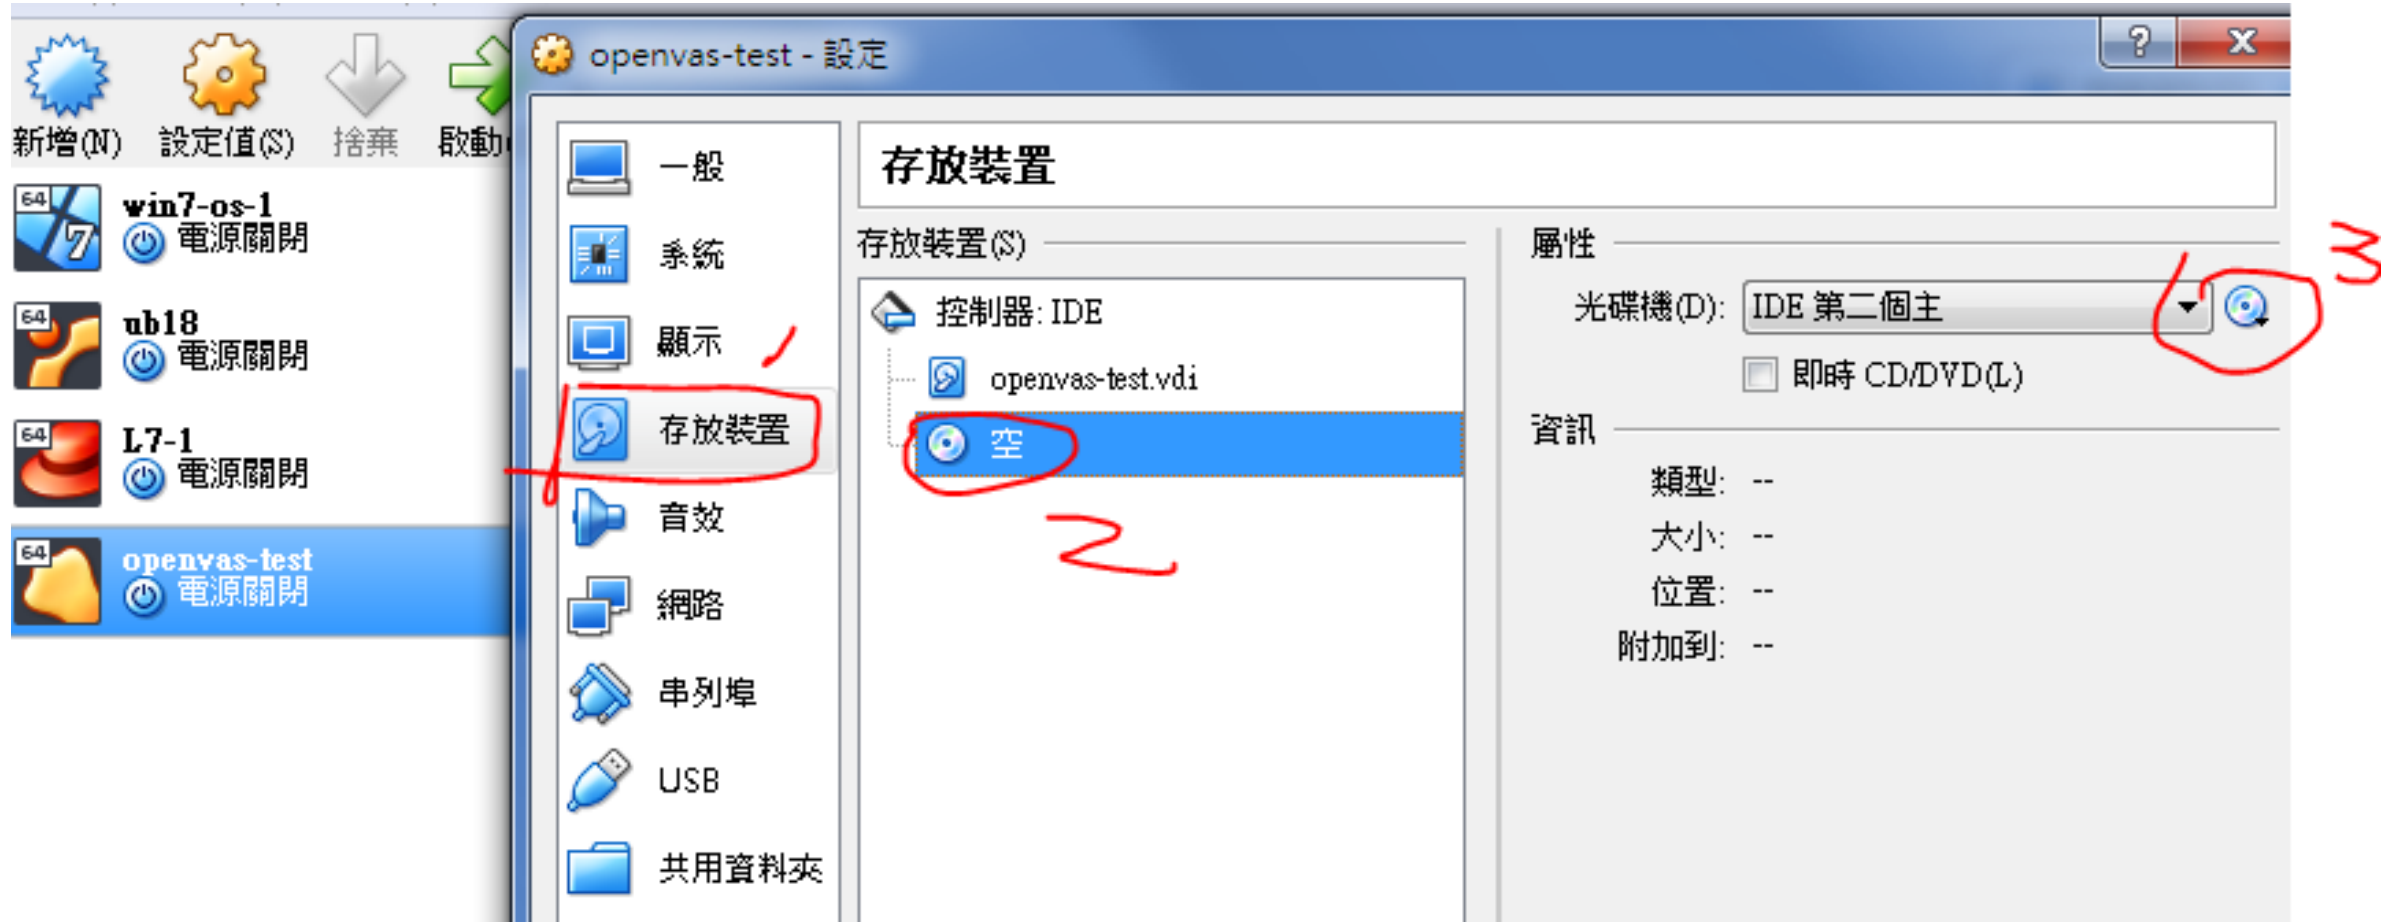 openvas-test - 設定
?
X
新增(N)
設定值(S)
捨棄
啟動
64
win7-os-1
7
電源關閉
64
ub18
電源關閉
64
L7-1
電源關閉
64
openvas-test
電源關閉
一般
系統
顯示
存放裝置
音效
網路
串列埠
USB
共用資料夾
1
存放裝置
存放裝置(S)
控制器: IDE
openvas-test.vdi
空
2
屬性
3
光碟機(D): IDE 第二個主
即時 CD/DVD(L)
資訊
類型: --
大小: --
位置: --
附加到: --